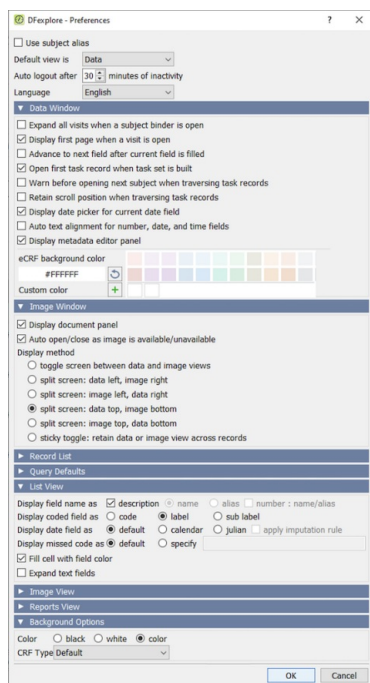 DFexplore - Preferences ? ×
Use subject alias
Default view is Data
Auto logout after 30 minutes of inactivity
Language English
Data Window
Expand all visits when a subject binder is open
Display first page when a visit is open
Advance to next field after current field is filled
Open first task record when task set is built
Warn before opening next subject when traversing task records
Retain scroll position when traversing task records
Display date picker for current date field
Auto text alignment for number, date, and time fields
Display metadata editor panel
eCRF background color
#FFFFFF
Custom color +
Image Window
Display document panel
Auto open/close as image is available/unavailable
Display method
toggle screen between data and image views
split screen: data left, image right
split screen: image left, data right
split screen: data top, image bottom
split screen: image top, data bottom
sticky toggle: retain data or image view across records
Record List
Query Defaults
List View
Display field name as description name alias number : name/alias
Display coded field as code label sub label
Display date field as default calendar julian apply imputation rule
Display missed code as default specify
Fill cell with field color
Expand text fields
Image View
Reports View
Background Options
Color black white color
CRF Type Default
OK Cancel